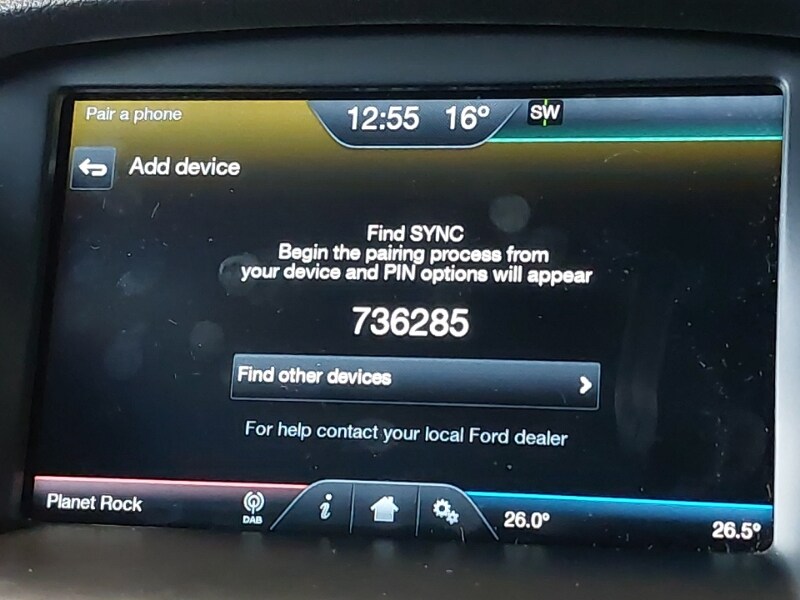 Pair a phone
12:55 16° SW
Add device
Find SYNC
Begin the pairing process from
your device and PIN options will appear
736285
Find other devices
For help contact your local Ford dealer
Planet Rock
DAB
i
26.0°
26.5°